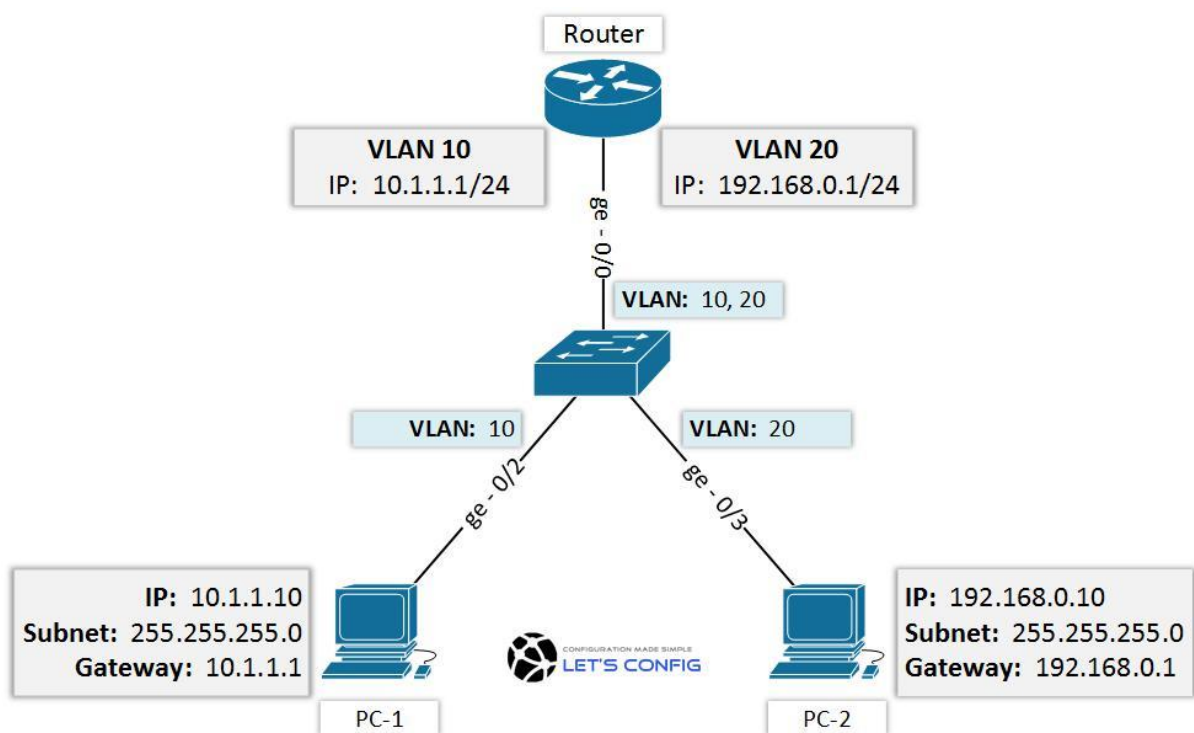 Router
VLAN 10
IP: 10.1.1.1/24
VLAN 20
IP: 192.168.0.1/24
ge - 0/0
VLAN: 10, 20
VLAN: 10
VLAN: 20
ge - 0/2
ge - 0/3
IP: 10.1.1.10
Subnet: 255.255.255.0
Gateway: 10.1.1.1
PC-1
CONFIGURATION MADE SIMPLE
LET'S CONFIG
IP: 192.168.0.10
Subnet: 255.255.255.0
Gateway: 192.168.0.1
PC-2